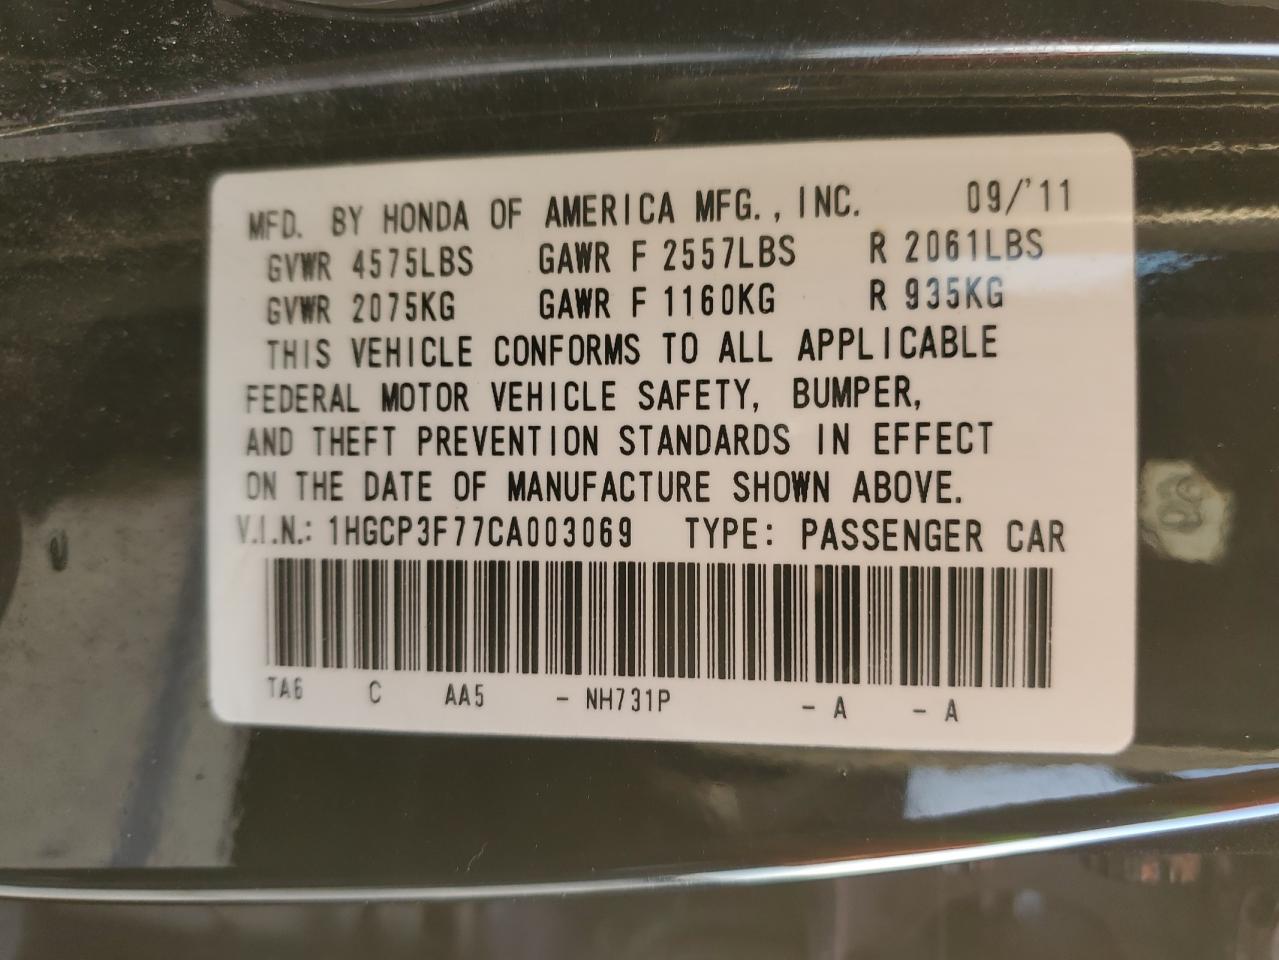 MFD. BY HONDA OF AMERICA MFG., INC. 09/'11
GVWR 4575LBS GAWR F 2557LBS R 2061LBS
GVWR 2075KG GAWR F 1160KG R 935KG
THIS VEHICLE CONFORMS TO ALL APPLICABLE
FEDERAL MOTOR VEHICLE SAFETY, BUMPER,
AND THEFT PREVENTION STANDARDS IN EFFECT
ON THE DATE OF MANUFACTURE SHOWN ABOVE.
V.I.N.: 1HGCP3F77CA003069 TYPE: PASSENGER CAR
TA6 C AA5 - NH731P - A - A